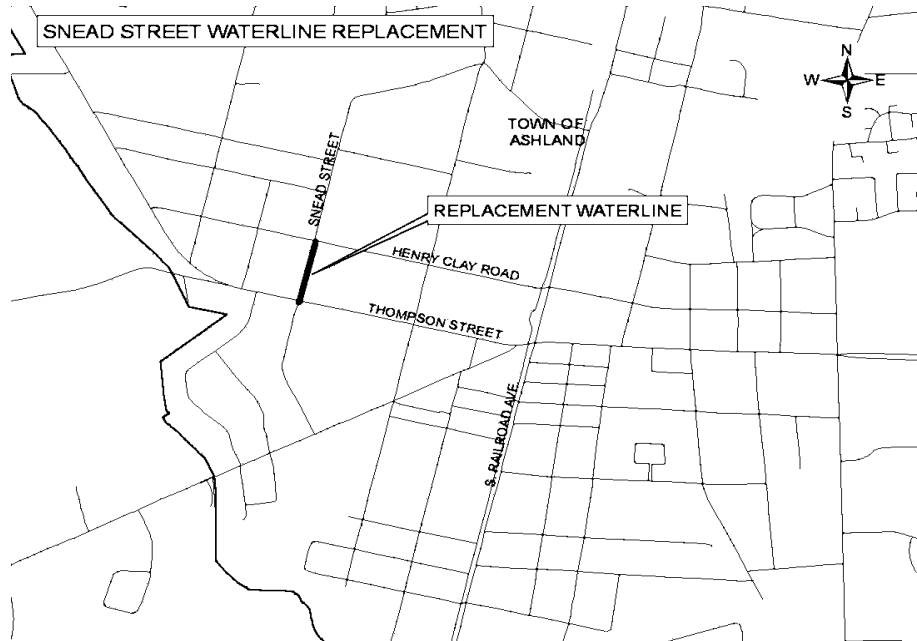 SNEAD STREET WATERLINE REPLACEMENT
N
W E
S
TOWN OF
ASHLAND
SNEAD STREET
REPLACEMENT WATERLINE
HENRY CLAY ROAD
THOMPSON STREET
S. RAILROAD AVE.